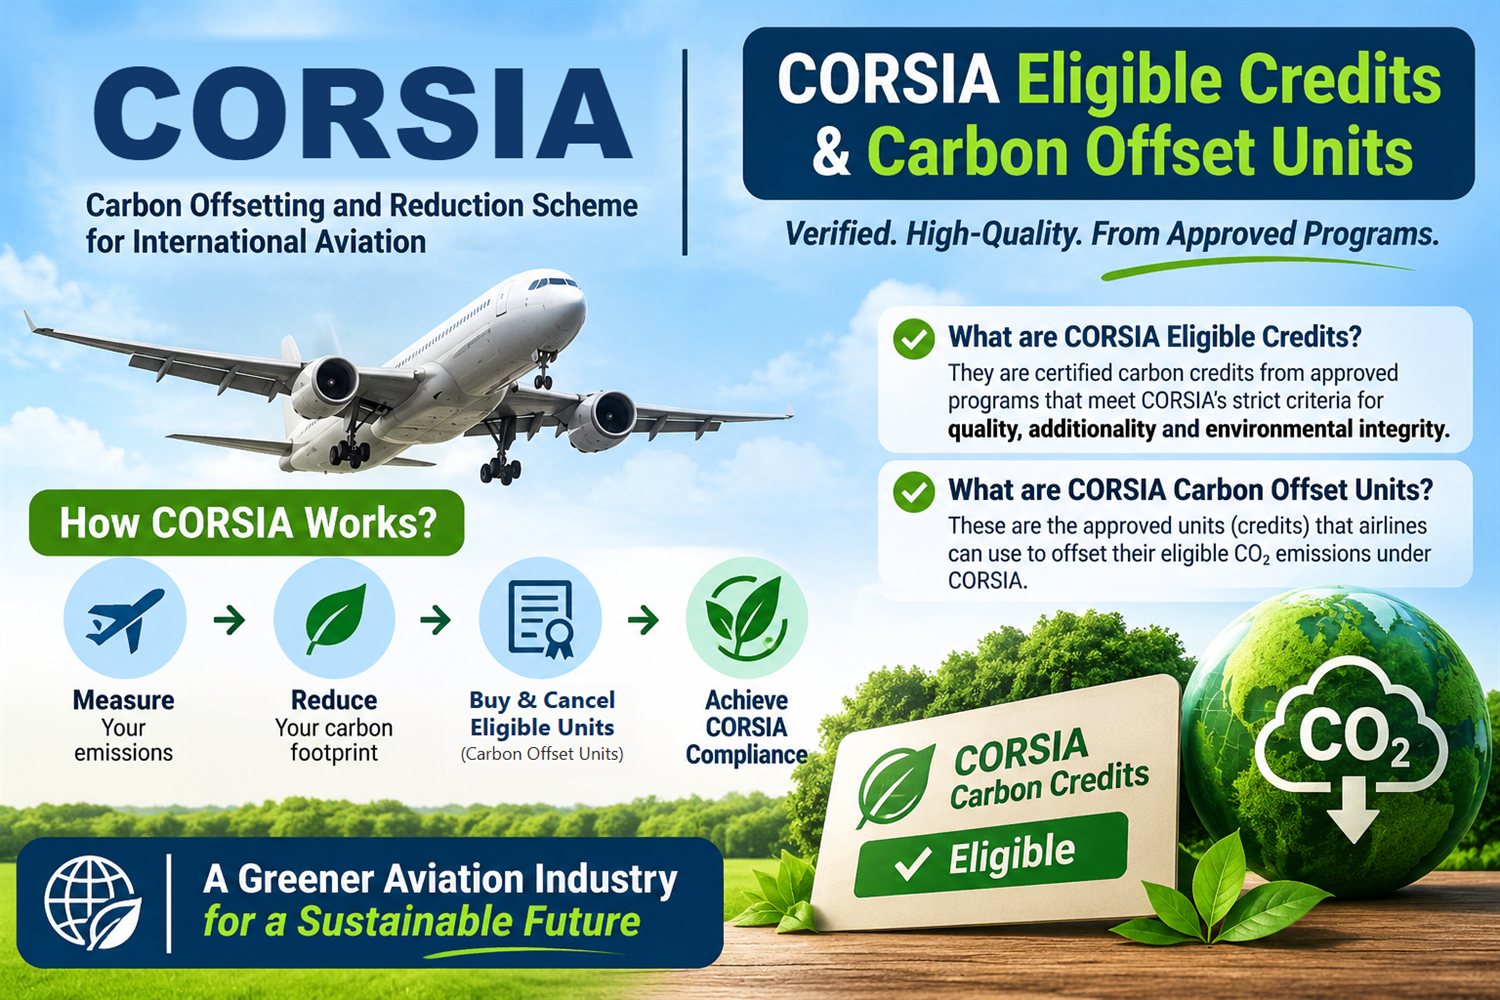 CORSIA
Carbon Offsetting and Reduction Scheme
for International Aviation
CORSIA Eligible Credits
& Carbon Offset Units
Verified. High-Quality. From Approved Programs.
What are CORSIA Eligible Credits?
They are certified carbon credits from approved
programs that meet CORSIA's strict criteria for
quality, additionality and environmental integrity.
What are CORSIA Carbon Offset Units?
These are the approved units (credits) that airlines
can use to offset their eligible CO₂ emissions under
CORSIA.
How CORSIA Works?
Measure
Your
emissions
Reduce
Your carbon
footprint
Buy & Cancel
Eligible Units
(Carbon Offset Units)
Achieve
CORSIA
Compliance
CORSIA
Carbon Credits
Eligible
CO₂
A Greener Aviation Industry
for a Sustainable Future